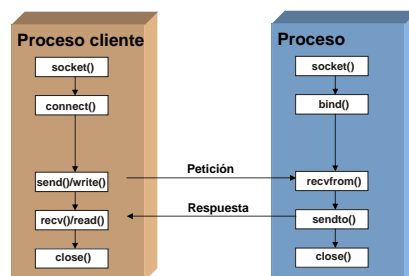 Proceso cliente
socket()
connect()
send()/write()
recv()/read()
close()
Petición
Respuesta
Proceso
socket()
bind()
recvfrom()
sendto()
close()